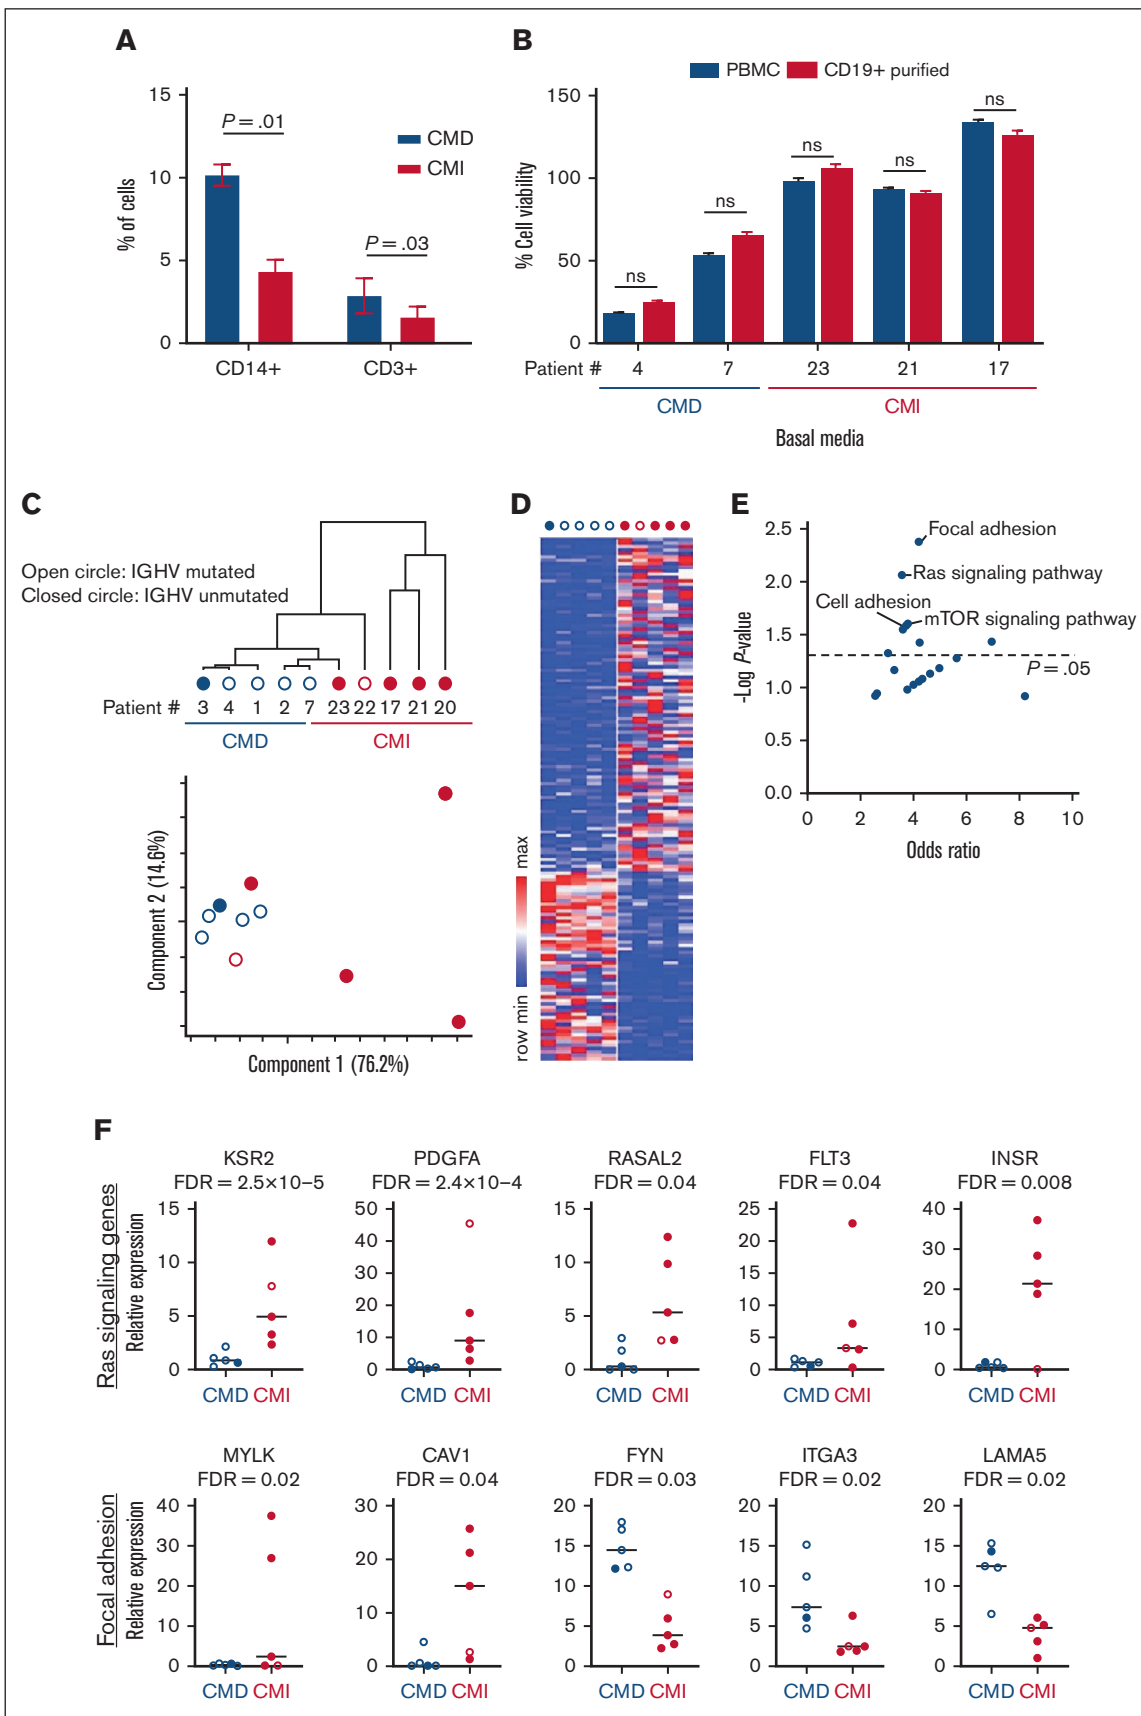 A
15
10
5
0
% of cells
P = .01
P = .03
CMD
CMI
CD14+
CD3+
B
PBMC
CD19+ purified
150
100
50
0
% Cell viability
ns
ns
ns
ns
ns
Patient #
4
7
23
21
17
CMD
CMI
Basal media
C
Open circle: IGHV mutated
Closed circle: IGHV unmutated
Patient #
3 4 1 2 7 23 22 17 21 20
CMD
CMI
Component 2 (14.6%)
Component 1 (76.2%)
D
row min
max
E
2.5
2.0
1.5
1.0
0.5
0.0
-Log P-value
Focal adhesion
Ras signaling pathway
Cell adhesion
mTOR signaling pathway
P = .05
0 2 4 6 8 10
Odds ratio
F
Ras signaling genes
Relative expression
KSR2
FDR = 2.5×10–5
15
10
5
0
CMD CMI
PDGFA
FDR = 2.4×10–4
50
40
30
20
10
0
CMD CMI
RASAL2
FDR = 0.04
15
10
5
0
CMD CMI
FLT3
FDR = 0.04
25
20
15
10
5
0
CMD CMI
INSR
FDR = 0.008
40
30
20
10
0
CMD CMI
Focal adhesion
Relative expression
MYLK
FDR = 0.02
40
30
20
10
0
CMD CMI
CAV1
FDR = 0.04
30
20
10
0
CMD CMI
FYN
FDR = 0.03
20
15
10
5
0
CMD CMI
ITGA3
FDR = 0.02
20
15
10
5
0
CMD CMI
LAMA5
FDR = 0.02
20
15
10
5
0
CMD CMI